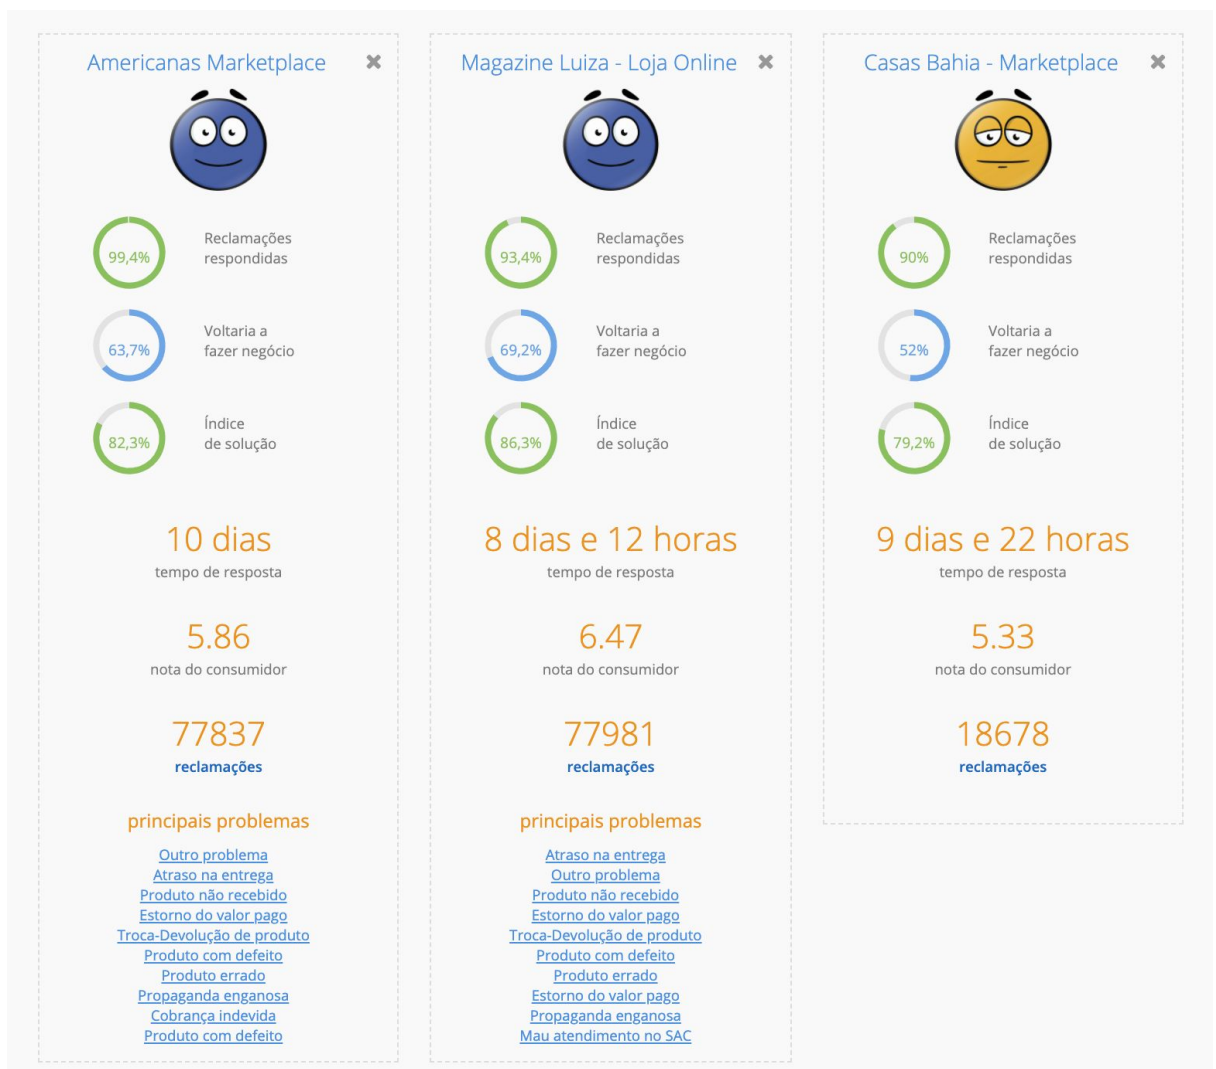 Americanas Marketplace ✖
99,4%
Reclamações
respondidas
63,7%
Voltaria a
fazer negócio
82,3%
Índice
de solução
10 dias
tempo de resposta
5.86
nota do consumidor
77837
reclamações
principais problemas
Outro problema
Atraso na entrega
Produto não recebido
Estorno do valor pago
Troca-Devolução de produto
Produto com defeito
Produto errado
Propaganda enganosa
Cobrança indevida
Produto com defeito
Magazine Luiza - Loja Online ✖
93,4%
Reclamações
respondidas
69,2%
Voltaria a
fazer negócio
86,3%
Índice
de solução
8 dias e 12 horas
tempo de resposta
6.47
nota do consumidor
77981
reclamações
principais problemas
Atraso na entrega
Outro problema
Produto não recebido
Estorno do valor pago
Troca-Devolução de produto
Produto com defeito
Produto errado
Estorno do valor pago
Propaganda enganosa
Mau atendimento no SAC
Casas Bahia - Marketplace ✖
90%
Reclamações
respondidas
52%
Voltaria a
fazer negócio
79,2%
Índice
de solução
9 dias e 22 horas
tempo de resposta
5.33
nota do consumidor
18678
reclamações